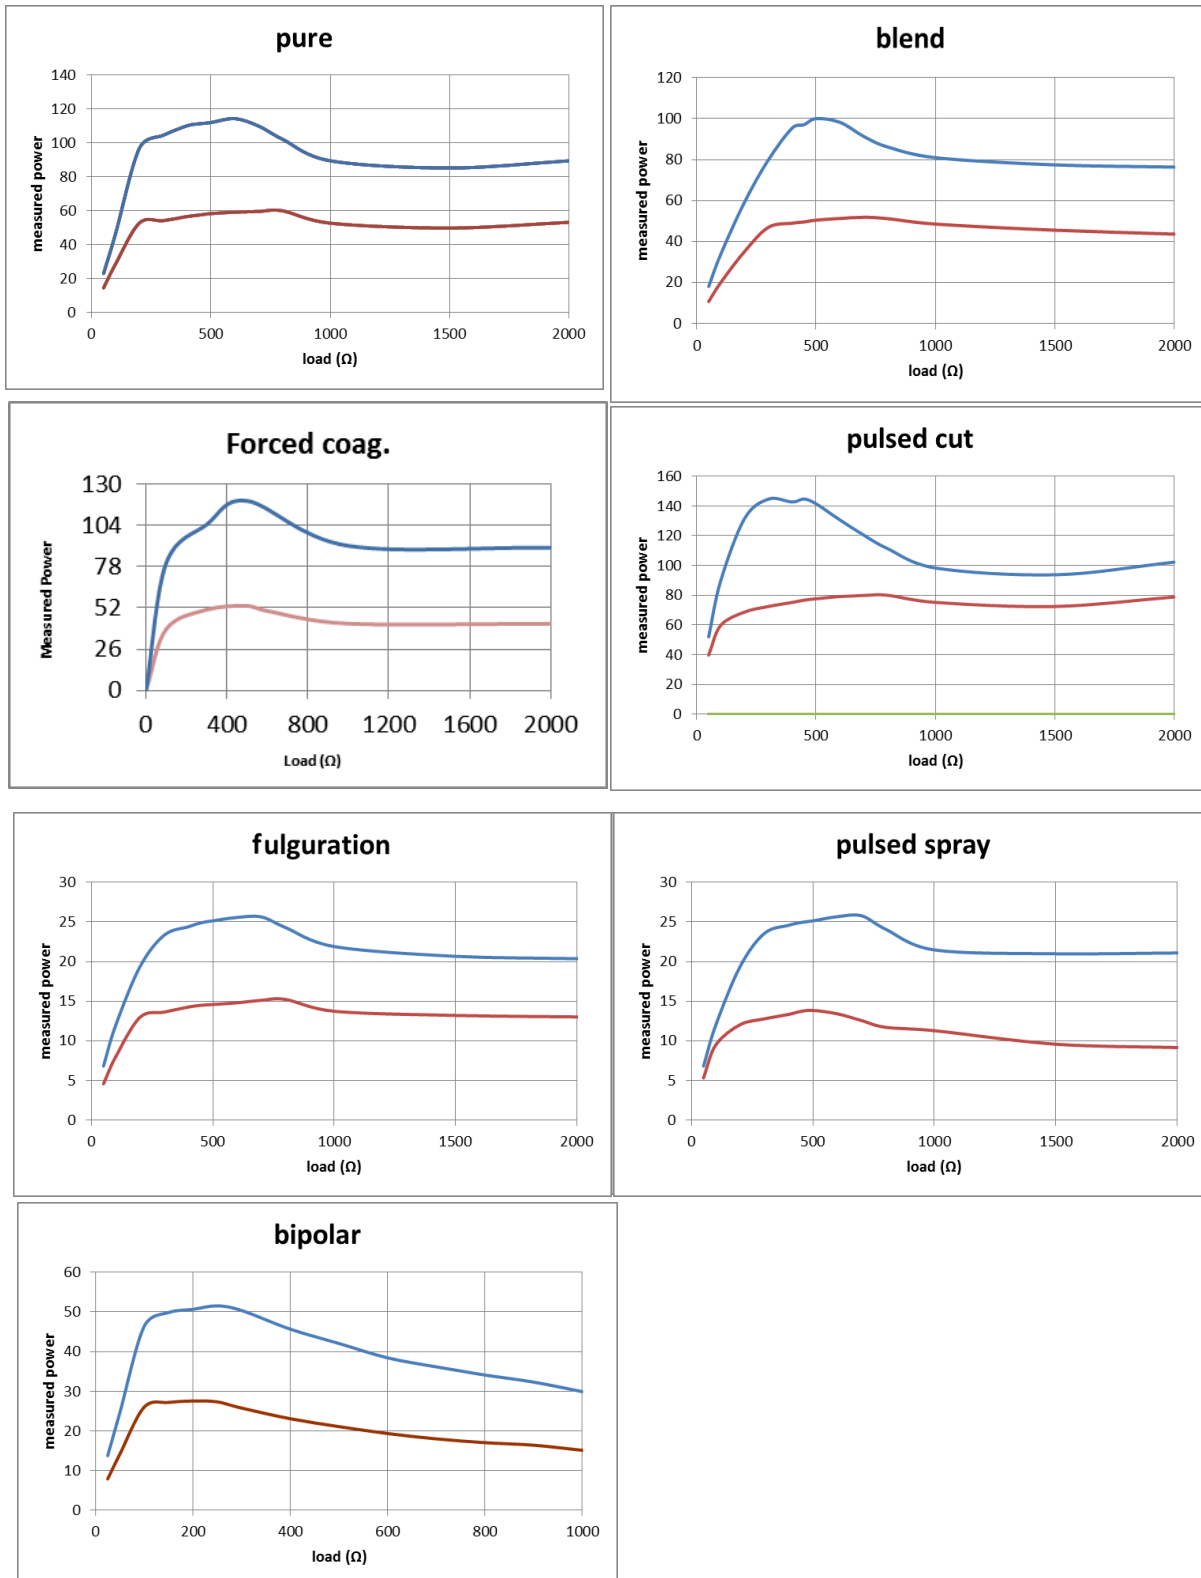 pure
140
120
100
80
60
40
20
0
measured power
0 500 1000 1500 2000
load (Ω)
blend
120
100
80
60
40
20
0
measured power
0 500 1000 1500 2000
load (Ω)
Forced coag.
130
104
78
52
26
0
Measured Power
0 400 800 1200 1600 2000
Load (Ω)
pulsed cut
160
140
120
100
80
60
40
20
0
measured power
0 500 1000 1500 2000
load (Ω)
fulguration
30
25
20
15
10
5
0
measured power
0 500 1000 1500 2000
load (Ω)
pulsed spray
30
25
20
15
10
5
0
measured power
0 500 1000 1500 2000
load (Ω)
bipolar
60
50
40
30
20
10
0
measured power
0 200 400 600 800 1000
load (Ω)